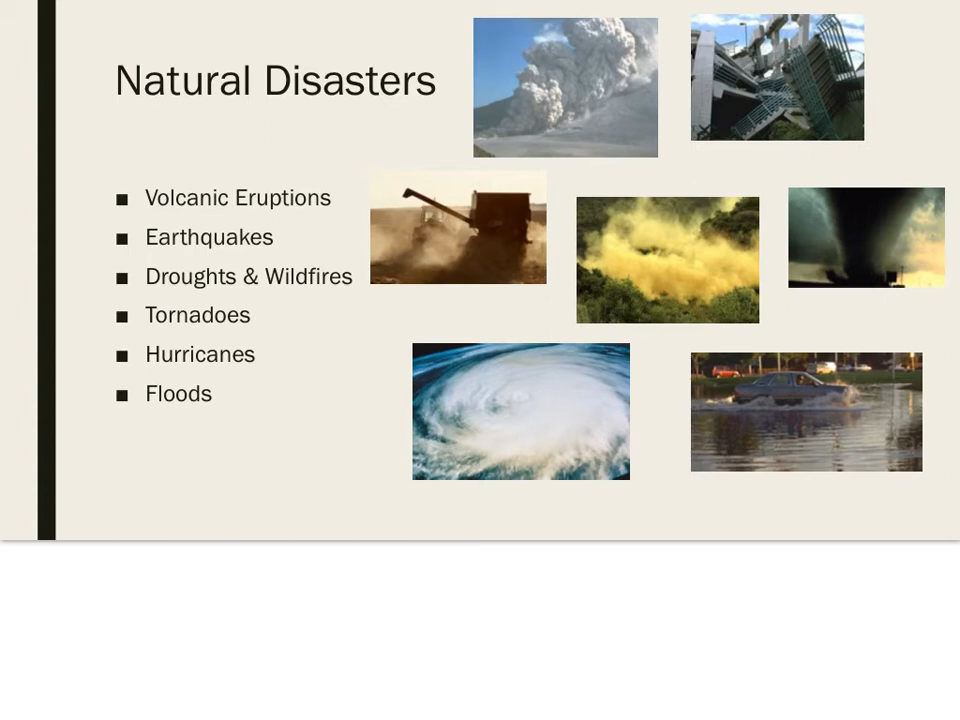 Natural Disasters
■ Volcanic Eruptions
■ Earthquakes
■ Droughts & Wildfires
■ Tornadoes
■ Hurricanes
■ Floods